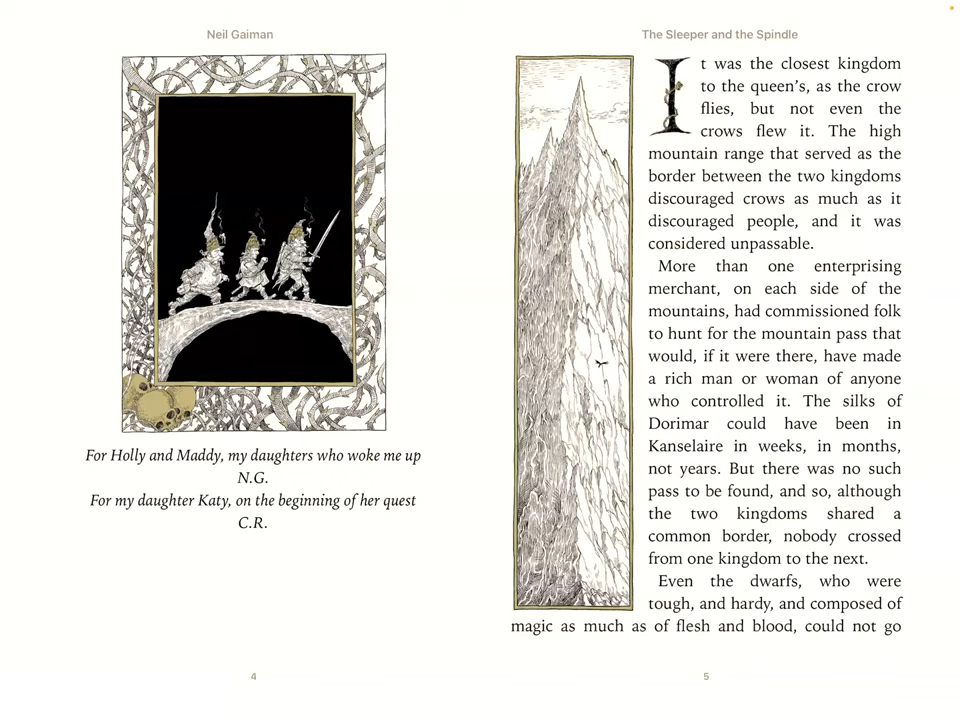 Neil Gaiman
For Holly and Maddy, my daughters who woke me up
N.G.
For my daughter Katy, on the beginning of her quest
C.R.
4
The Sleeper and the Spindle
It was the closest kingdom
to the queen’s, as the crow
flies, but not even the
crows flew it. The high
mountain range that served as the
border between the two kingdoms
discouraged crows as much as it
discouraged people, and it was
considered unpassable.
More than one enterprising
merchant, on each side of the
mountains, had commissioned folk
to hunt for the mountain pass that
would, if it were there, have made
a rich man or woman of anyone
who controlled it. The silks of
Dorimar could have been in
Kanselaire in weeks, in months,
not years. But there was no such
pass to be found, and so, although
the two kingdoms shared a
common border, nobody crossed
from one kingdom to the next.
Even the dwarfs, who were
tough, and hardy, and composed of
magic as much as of flesh and blood, could not go
5